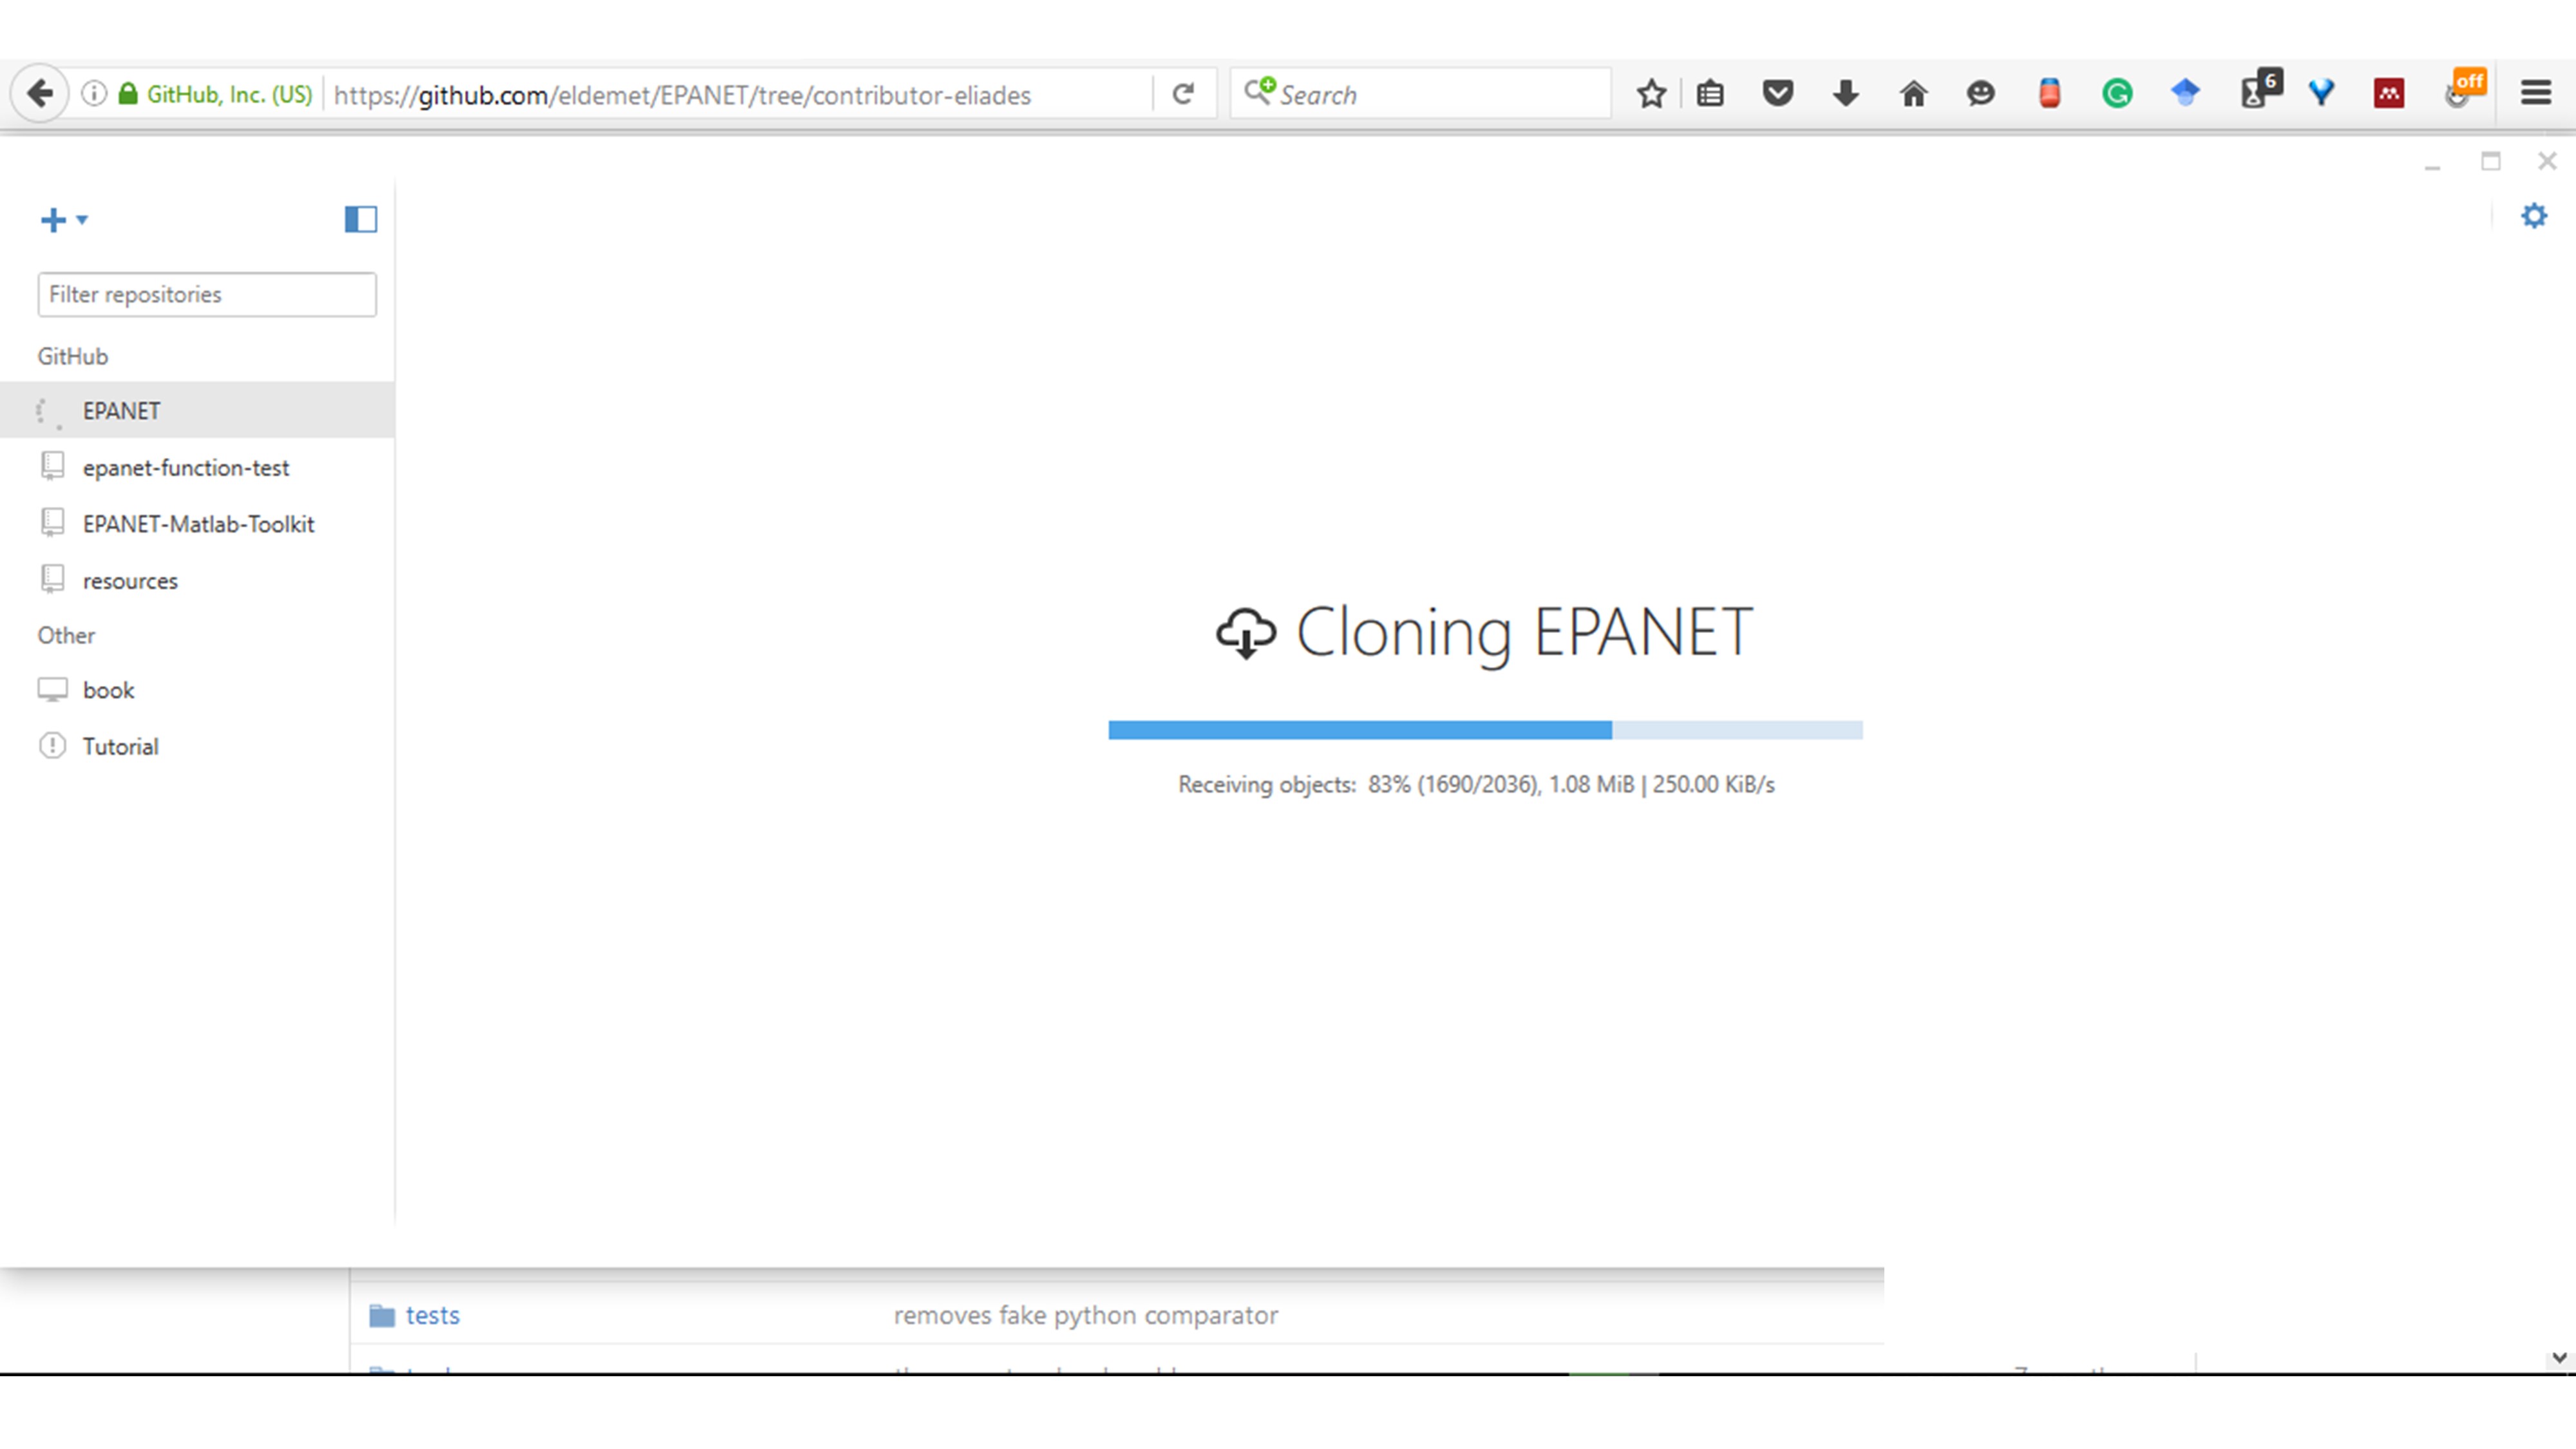 GitHub, Inc. (US) https://github.com/eldemet/EPANET/tree/contributor-eliades Search 6 off
Filter repositories
GitHub
EPANET
epanet-function-test
EPANET-Matlab-Toolkit
resources
Other
book
Tutorial
Cloning EPANET
Receiving objects: 83% (1690/2036), 1.08 MiB | 250.00 KiB/s
tests removes fake python comparator